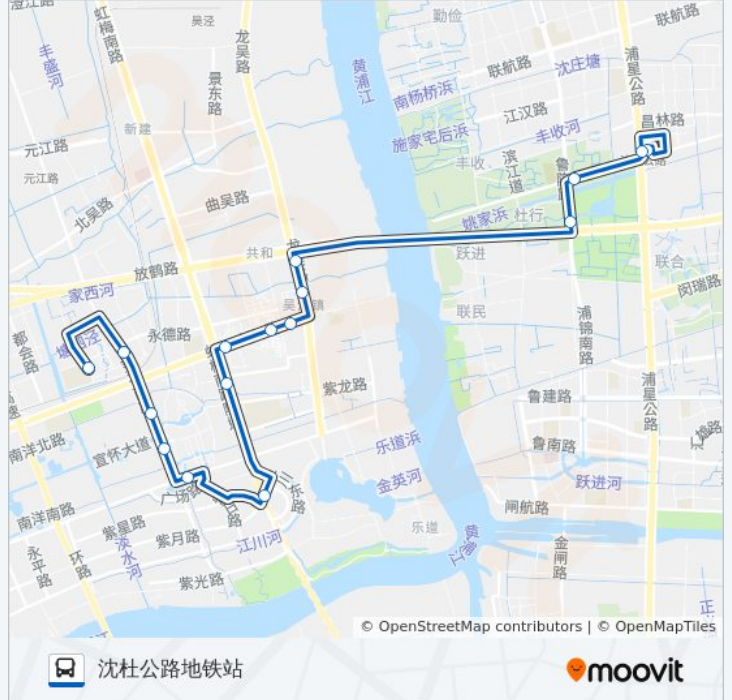 澄江路
虹梅南路
吴泾
龙吴路
勤俭
联航路
丰盛河
景东路
黄浦江
浦星公路
联航路
沈庄塘
南杨桥浜
江汉路
昌林路
新建
施家宅后浜
丰收河
元江路
丰收
滨江道
元江路
北吴路
曲吴路
姚家浜
杜行
共和
跃进
联合
放鹤路
家西河
闵瑞路
联民
浦锦南路
都会路
永德路
紫龙路
浦星公路
鲁建路
南洋北路
宣怀大道
乐道浜
鲁南路
金英河
跃进河
广场路
闸航路
南洋南路
紫星路
乐道
永平路
环路
淡水河
紫月路
江川河
金闸路
紫光路
© OpenStreetMap contributors | © OpenMapTiles
沈杜公路地铁站
moovit